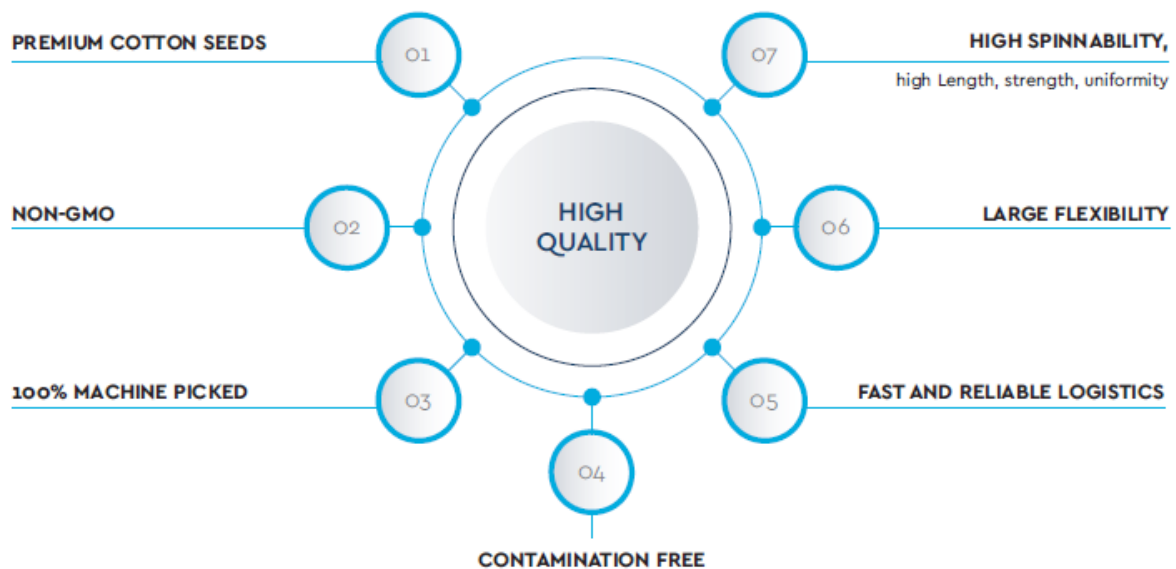 PREMIUM COTTON SEEDS
01
NON-GMO
02
100% MACHINE PICKED
03
04
CONTAMINATION FREE
HIGH
QUALITY
05
FAST AND RELIABLE LOGISTICS
06
LARGE FLEXIBILITY
07
HIGH SPINNABILITY,
high Length, strength, uniformity